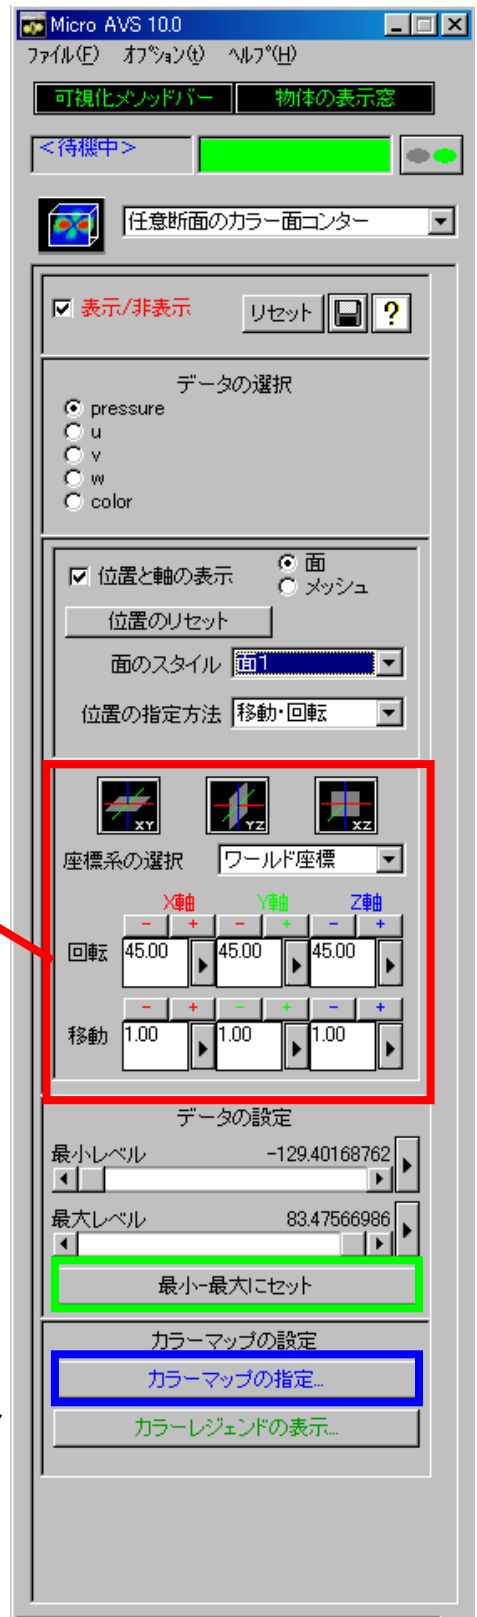 Micro AVS 10.0
ﾌｧｲﾙ(F) ｵﾌﾟｼｮﾝ(t) ﾍﾙﾌﾟ(H)
可視化メソッドバー 物体の表示窓
<待機中>
任意断面のカラー面コンター
表示/非表示 リセット ?
データの選択
pressure
u
v
w
color
位置と軸の表示 面
メッシュ
位置のリセット
面のスタイル 面1
位置の指定方法 移動・回転
XY YZ XZ
座標系の選択 ワールド座標
X軸 Y軸 Z軸
- + - + - +
回転 45.00 45.00 45.00
- + - + - +
移動 1.00 1.00 1.00
データの設定
最小レベル -129.40168762
最大レベル 83.47566986
最小-最大にセット
カラーマップの設定
カラーマップの指定...
カラーレジェンドの表示...